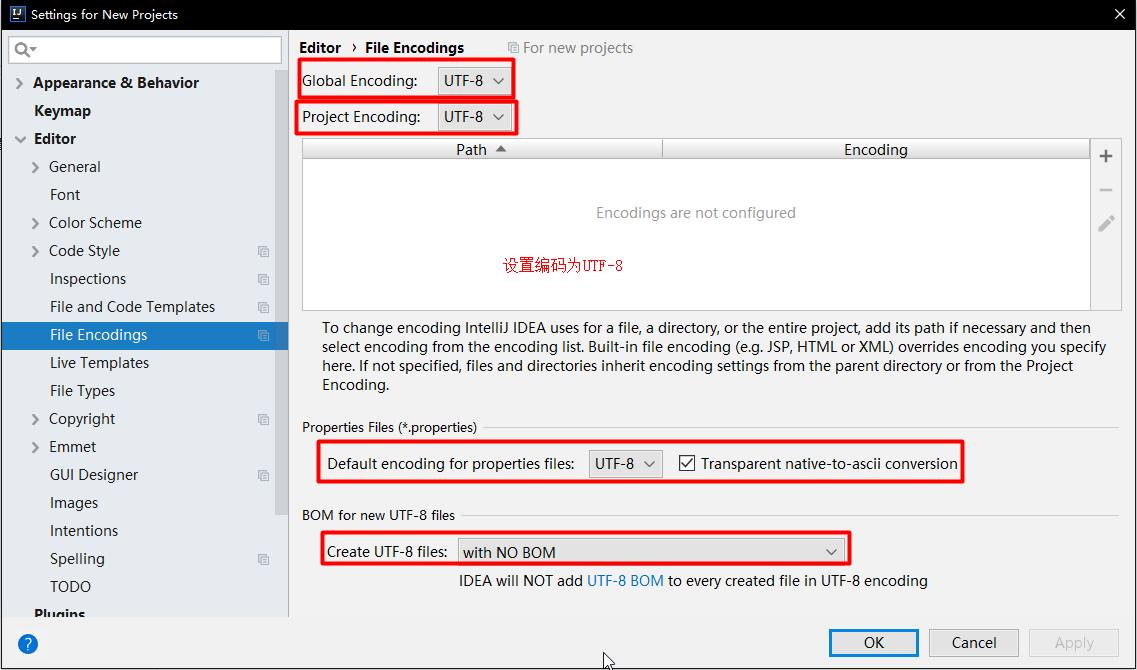 Settings for New Projects
Editor › File Encodings
For new projects
Appearance & Behavior
Keymap
Editor
General
Font
Color Scheme
Code Style
Inspections
File and Code Templates
File Encodings
Live Templates
File Types
Copyright
Emmet
GUI Designer
Images
Intentions
Spelling
TODO
Plugins
Global Encoding: UTF-8
Project Encoding: UTF-8
Path Encoding
Encodings are not configured
设置编码为UTF-8
To change encoding IntelliJ IDEA uses for a file, a directory, or the entire project, add its path if necessary and then
select encoding from the encoding list. Built-in file encoding (e.g. JSP, HTML or XML) overrides encoding you specify
here. If not specified, files and directories inherit encoding settings from the parent directory or from the Project
Encoding.
Properties Files (*.properties)
Default encoding for properties files: UTF-8 Transparent native-to-ascii conversion
BOM for new UTF-8 files
Create UTF-8 files: with NO BOM
IDEA will NOT add UTF-8 BOM to every created file in UTF-8 encoding
?
OK Cancel Apply